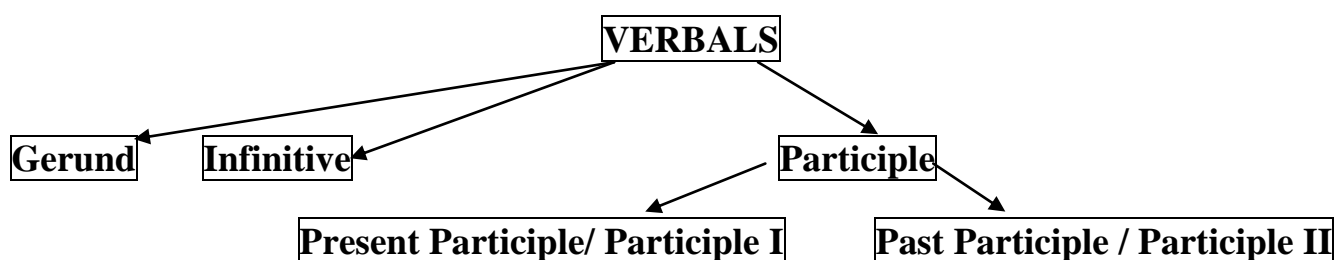 VERBALS
Gerund Infinitive Participle
Present Participle/ Participle I Past Participle / Participle II